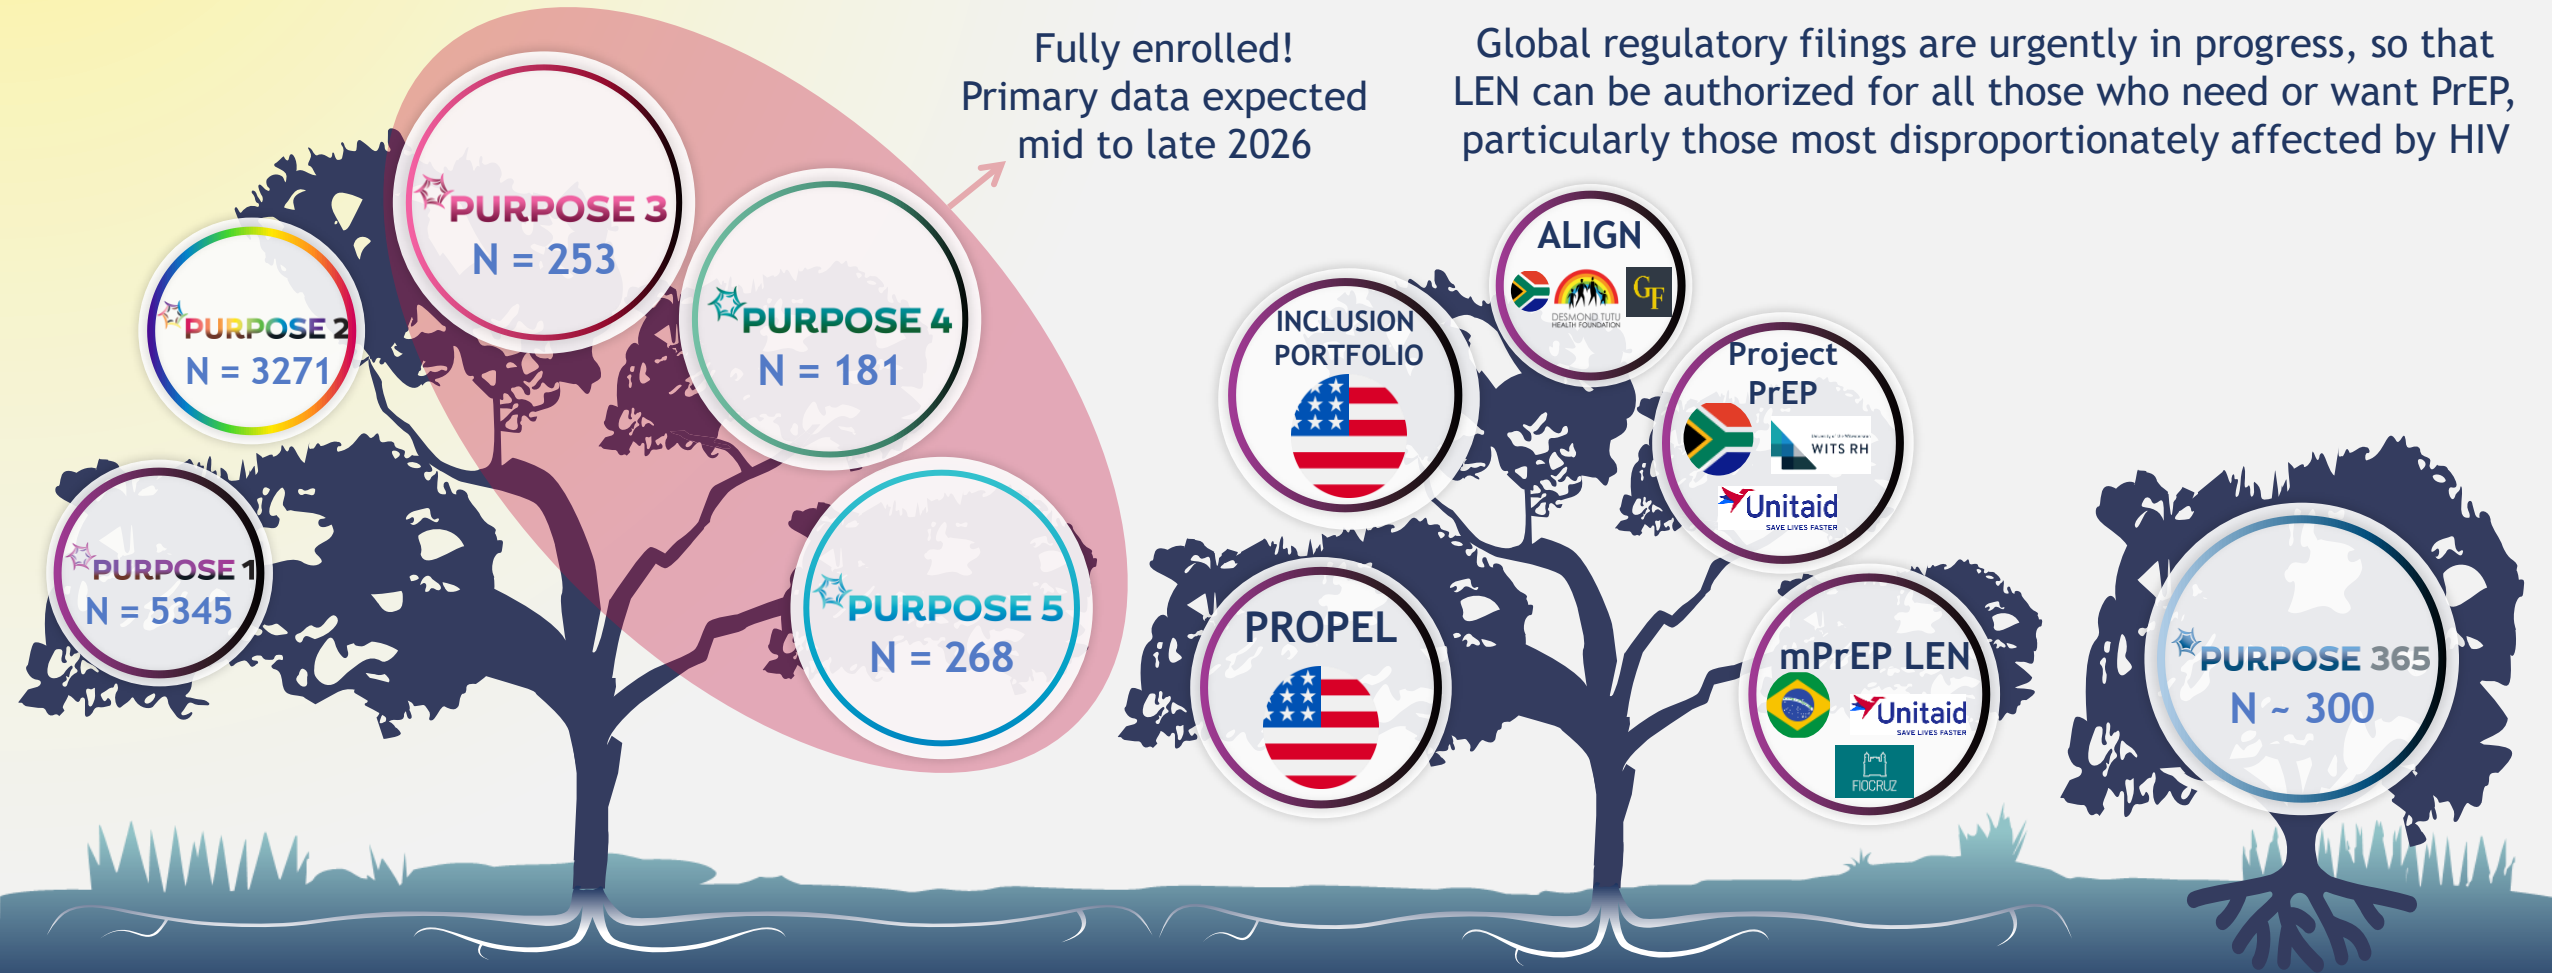 Fully enrolled!
Primary data expected
mid to late 2026
Global regulatory filings are urgently in progress, so that
LEN can be authorized for all those who need or want PrEP,
particularly those most disproportionately affected by HIV
PURPOSE 3
N = 253
PURPOSE 4
N = 181
PURPOSE 2
N = 3271
PURPOSE 1
N = 5345
PURPOSE 5
N = 268
ALIGN
DESMOND TUTU
HEALTH FOUNDATION
GF
INCLUSION
PORTFOLIO
Project
PrEP
WITS RH
Unitaid
SAVE LIVES FASTER
PROPEL
mPrEP LEN
Unitaid
SAVE LIVES FASTER
FIOCRUZ
PURPOSE 365
N ~ 300